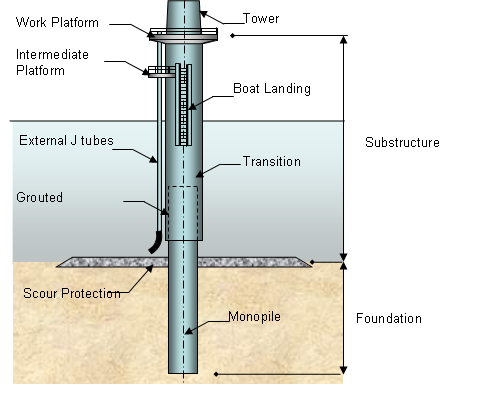 Work Platform
Tower
Intermediate
Platform
Boat Landing
External J tubes
Substructure
Transition
Grouted
Scour Protection
Monopile
Foundation